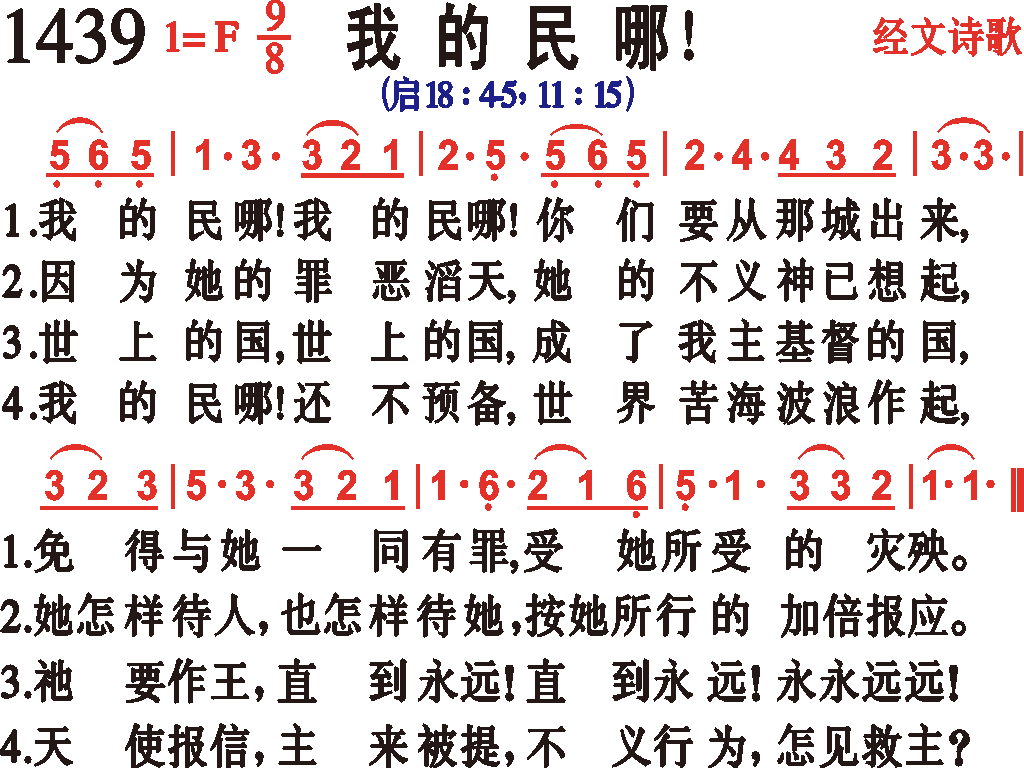 1439 1= F 9/8 我的民哪! 经文诗歌
(启18：4-5，11：15)
5 6 5 | 1·3· 3 2 1 | 2·5· 5 6 5 | 2·4·4 3 2 | 3·3· |
1.我 的 民哪!我 的民哪!你 们 要从那城出来,
2.因 为 她的罪 恶滔天,她 的 不义神已想起,
3.世 上 的国,世 上的国,成 了 我主基督的国,
4.我 的 民哪!还 不预备,世 界 苦海波浪作起,
3 2 3 | 5·3· 3 2 1 | 1·6·2 1 6 | 5·1· 3 3 2 | 1·1· ‖
1.免 得与她一 同有罪,受 她所受 的 灾殃。
2.她怎样待人,也怎样待她,按她所行的 加倍报应。
3.祂 要作王,直 到永远!直 到永远!永永远远!
4.天 使报信,主 来被提,不 义行为,怎见救主?